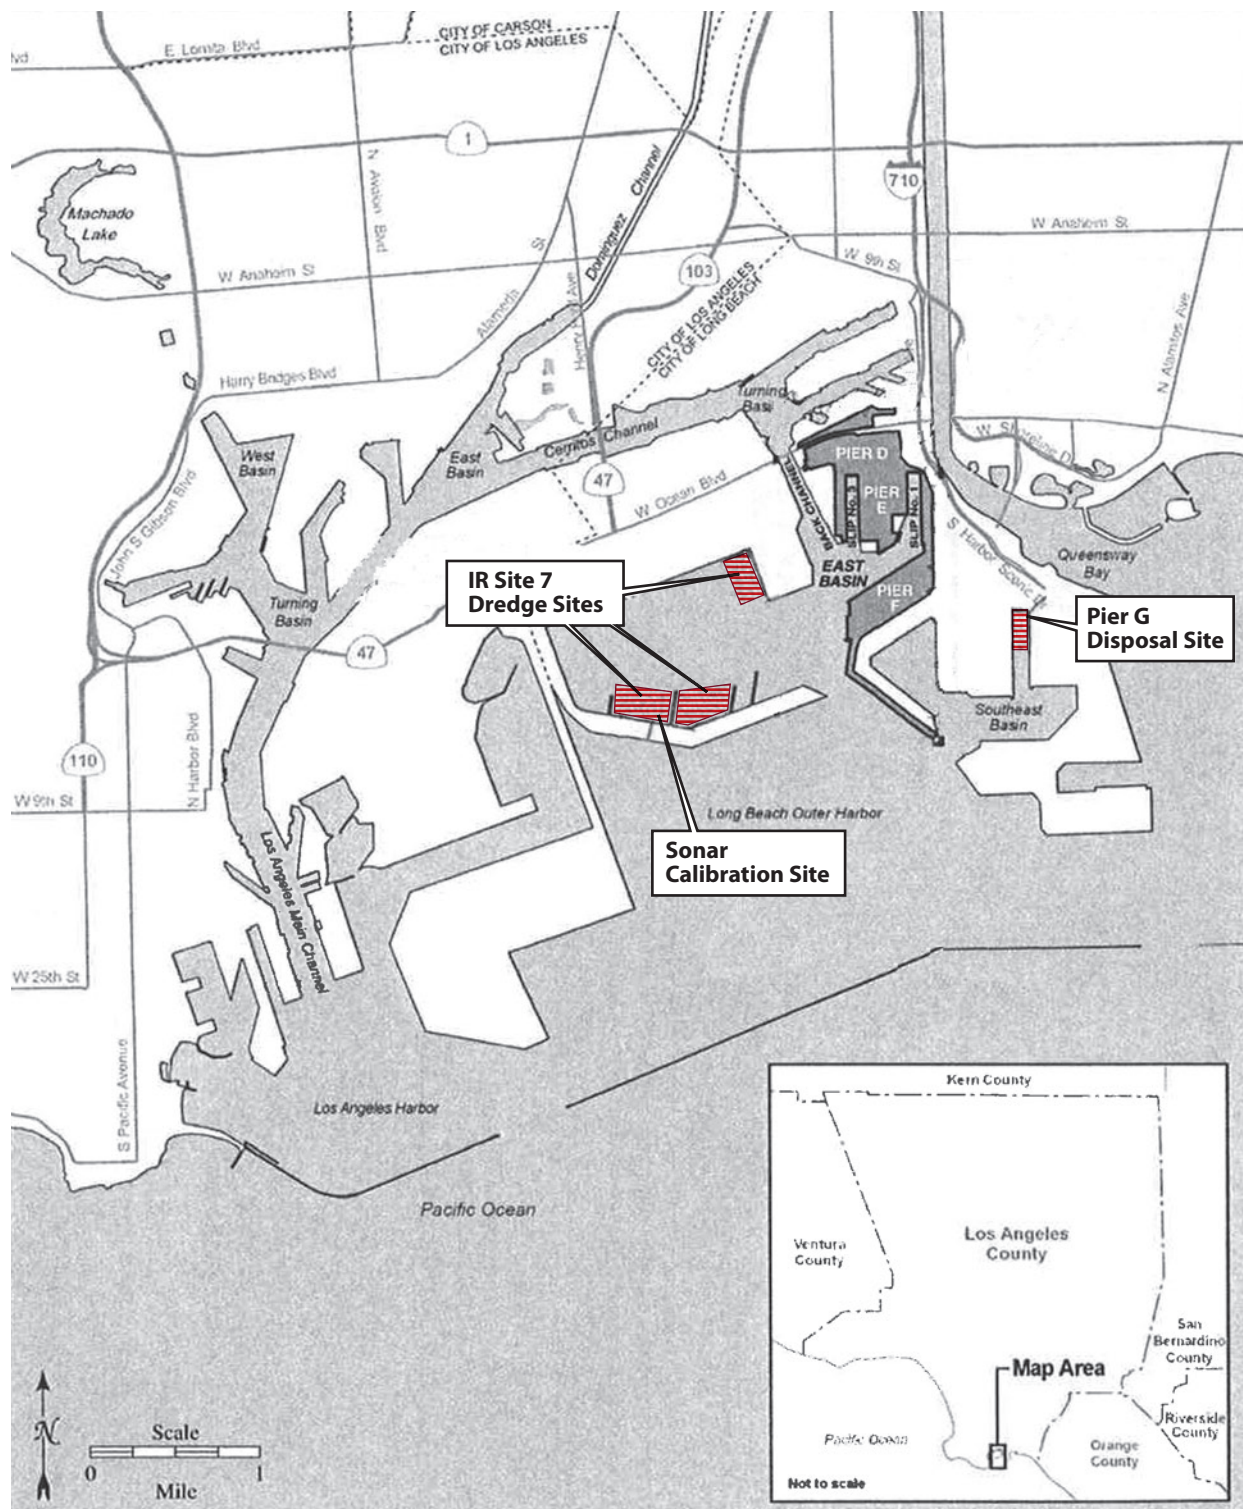 CITY OF CARSON
CITY OF LOS ANGELES
E Lomita Blvd
lvd
1
N Avalon Blvd
Dominguez Channel
710
Machado
Lake
W Anaheim St
W Anaheim St
W 9th St
103
Alameda St
CITY OF LOS ANGELES
CITY OF LONG BEACH
N Alamitos Ave
Harry Bridges Blvd
Turning
Basin
West
Basin
East
Basin
Cerritos Channel
W Shoreline Dr
PIER D
47
W Ocean Blvd
BACK CHANNEL
SLIP No. 3
PIER
E
SLIP No. 1
John S Gibson Blvd
S Harbor Scenic Dr
Queensway
Bay
EAST
BASIN
IR Site 7
Dredge Sites
PIER
F
Turning
Basin
Pier G
Disposal Site
47
Southeast
Basin
110
N Harbor Blvd
W 9th St
Long Beach Outer Harbor
Los Angeles Main Channel
Sonar
Calibration Site
W 25th St
S Pacific Avenue
Los Angeles Harbor
Pacific Ocean
Kern County
Ventura
County
Los Angeles
County
San
Bernardino
County
Map Area
Riverside
County
Orange
County
Pacific Ocean
Not to scale
N
Scale
0 1
Mile